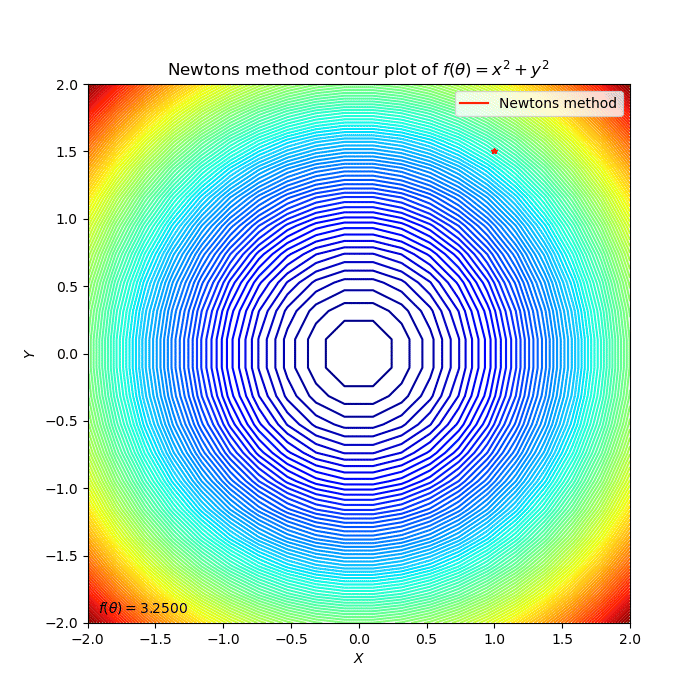 Newtons method contour plot of f(θ) = x² + y²
Newtons method
2.0
1.5
1.0
0.5
0.0
−0.5
−1.0
−1.5
−2.0
Y
f(θ) = 3.2500
−2.0 −1.5 −1.0 −0.5 0.0 0.5 1.0 1.5 2.0
X